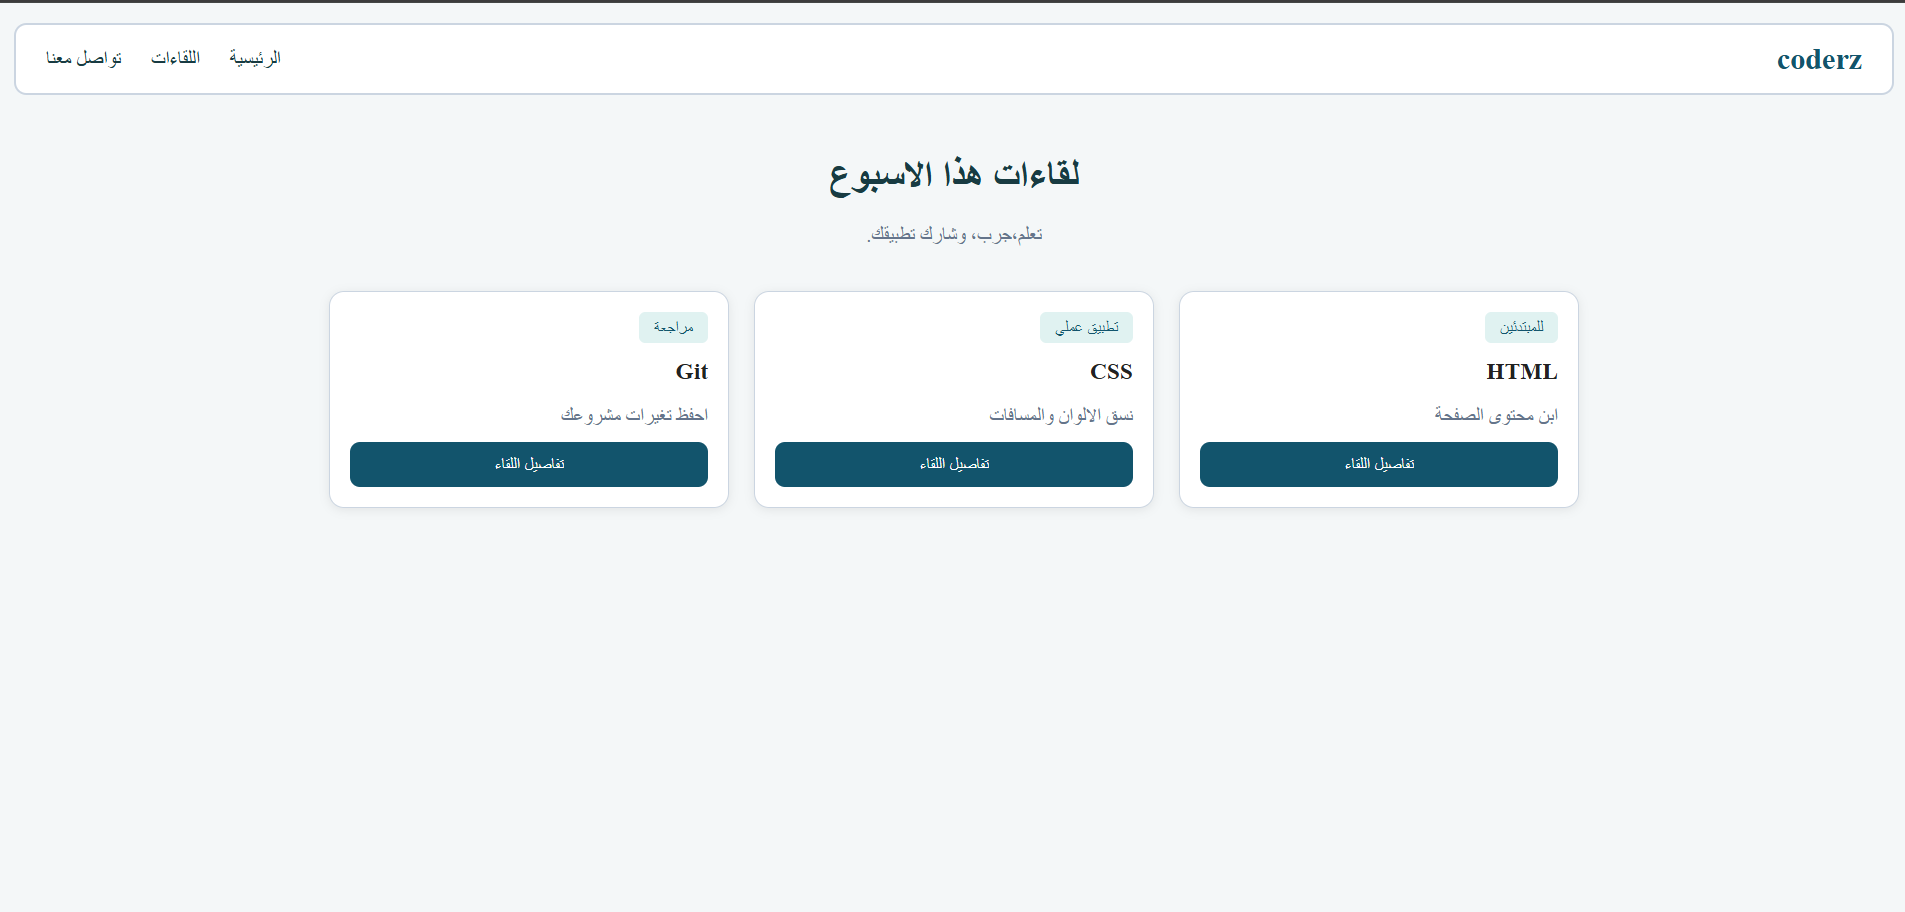 coderz
الرئيسية
اللقاءات
تواصل معنا
لقاءات هذا الاسبوع
تعلم،جرب، وشارك تطبيقك.
للمبتدئين
HTML
ابن محتوى الصفحة
تفاصيل اللقاء
تطبيق عملي
CSS
نسق الالوان والمسافات
تفاصيل اللقاء
مراجعة
Git
احفظ تغيرات مشروعك
تفاصيل اللقاء